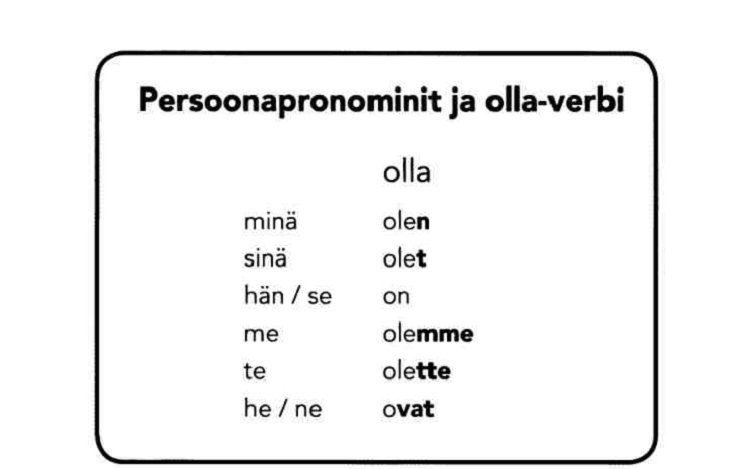 Persoonapronominit ja olla-verbi
olla
minä olen
sinä olet
hän / se on
me olemme
te olette
he / ne ovat